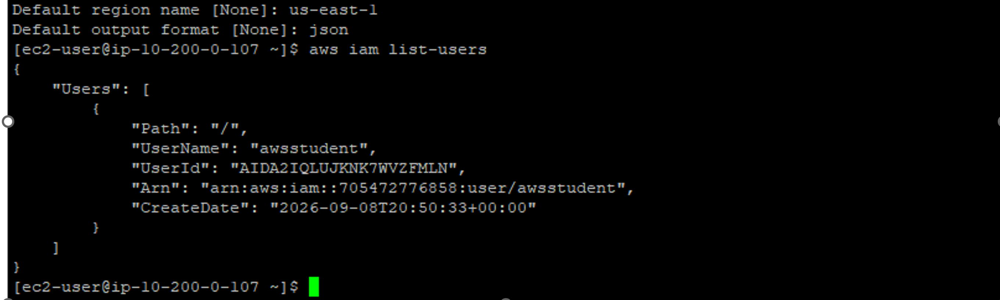 Default region name [None]: us-east-1
Default output format [None]: json
[ec2-user@ip-10-200-0-107 ~]$ aws iam list-users
{
    "Users": [
        {
            "Path": "/",
            "UserName": "awsstudent",
            "UserId": "AIDA2IQLUJKNK7WVZFMLN",
            "Arn": "arn:aws:iam::705472776858:user/awsstudent",
            "CreateDate": "2026-09-08T20:50:33+00:00"
        }
    ]
}
[ec2-user@ip-10-200-0-107 ~]$